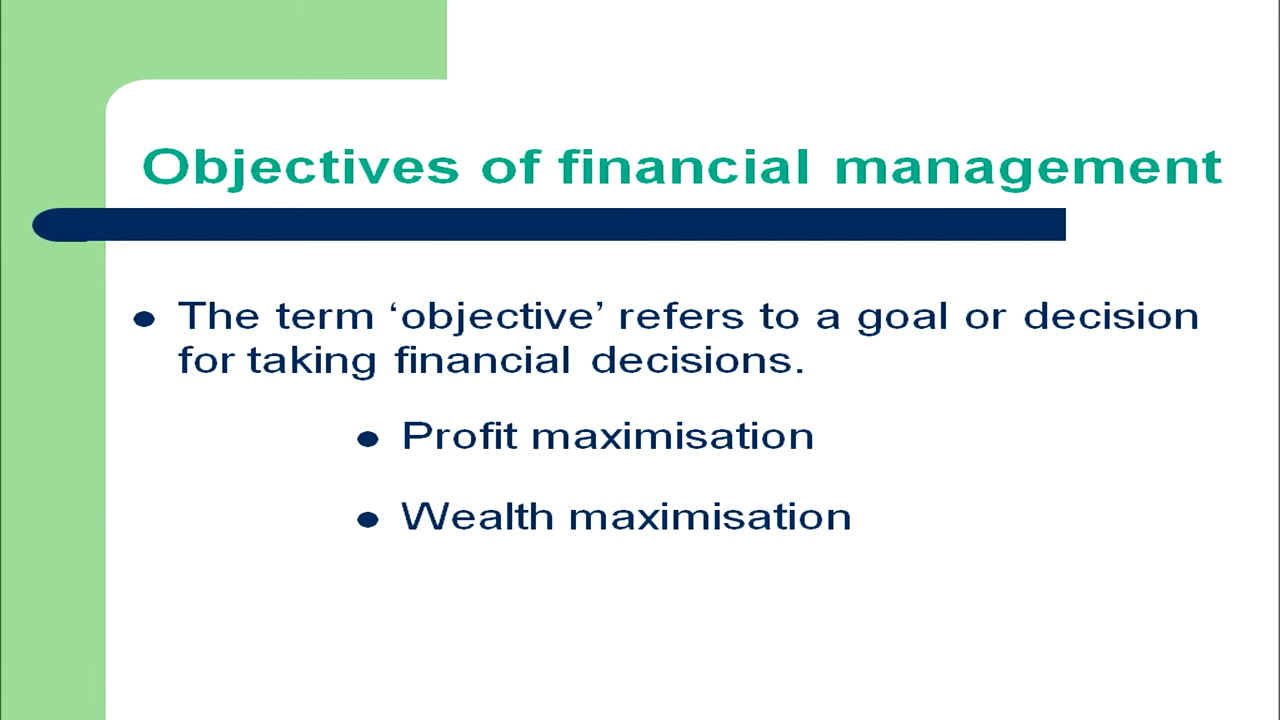 Objectives of financial management
The term ‘objective’ refers to a goal or decision
for taking financial decisions.
Profit maximisation
Wealth maximisation